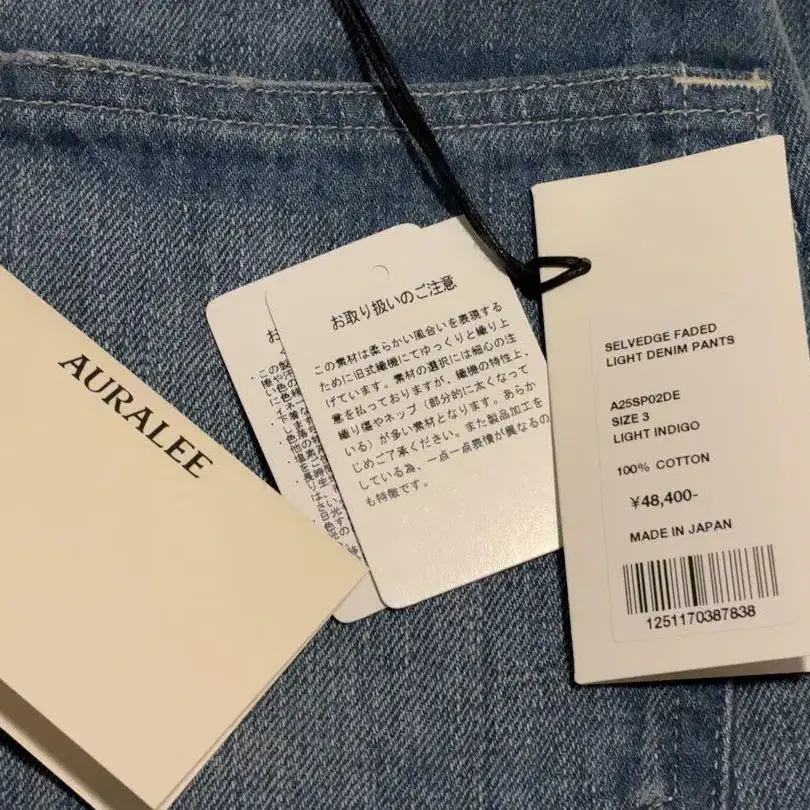 AURALEE
お取り扱いのご注意
この素材は柔らかい風合いを表現する
ために旧式織機にてゆっくりと織り上
げています。素材の選択には細心の注
意を払っておりますが、織機の特性上、
織り傷やネップ（部分的に太くなって
いる）が多い素材となります。あらか
じめご了承ください。また製品加工を
している為、一点一点表情が異なるの
も特徴です。
SELVEDGE FADED
LIGHT DENIM PANTS
A25SP02DE
SIZE 3
LIGHT INDIGO
100% COTTON
¥48,400-
MADE IN JAPAN
1251170387838